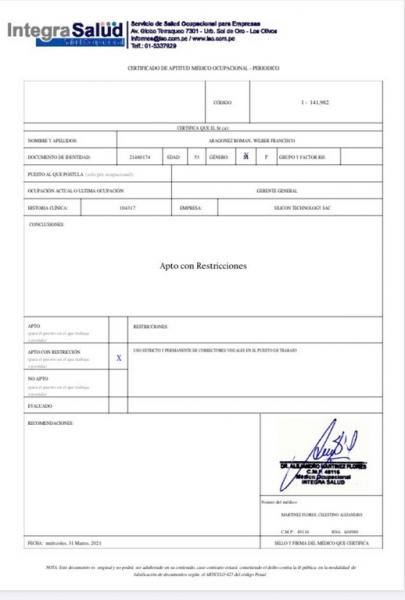 IntegraSalüd
Servicio de Salud Ocupacional para Empresas
Av. Globo Terraqueo 7301 - Urb. Sol de Oro - Los Olivos
informes@iso.com.pe / www.iso.com.pe
Telf.: 01-5337829
CERTIFICADO DE APTITUD MEDICO OCUPACIONAL - PERIODICO
CÓDIGO 1 - 141,982
CERTIFICA QUE EL Sr (a):
NOMBRE Y APELLIDOS ARAGONEZ ROMAN, WILBER FRANCISCO
DOCUMENTO DE IDENTIDAD: 21480174 EDAD: 53 GÉNERO: M F GRUPO Y FACTOR RH:
PUESTO AL QUE POSTULA (solo pre ocupacional)
OCUPACIÓN ACTUAL O ULTIMA OCUPACIÓN GERENTE GENERAL
HISTORIA CLÍNICA: 104317 EMPRESA: SILICON TECHNOLOGY SAC
CONCLUSIONES:
Apto con Restricciones
APTO RESTRICCIONES:
(para el puesto en el que trabaja
o postula)
APTO CON RESTRICCIÓN X USO ESTRICTO Y PERMANENTE DE CORRECTORES VISUALES EN EL PUESTO DE TRABAJO
(para el puesto en el que trabaja
o postula)
NO APTO
(para el puesto en el que trabaja
o postula)
EVALUADO
RECOMENDACIONES:
DR. ALEJANDRO MARTINEZ FLORES
C.M.P. 49116
Médico Ocupacional
INTEGRA SALUD
Nombre del médico
MARTINEZ FLORES, CELESTINO ALEJANDRO
C.M.P: 49116
FECHA: miércoles, 31 Marzo, 2021 SELLO Y FIRMA DEL MÉDICO QUE CERTIFICA
NOTA: Este documento es original y no podrá ser adulterado en su contenido, caso contrario estará cometiendo el delito contra la fé pública en la modalidad de
falsificación de documentos según el ARTICULO 427 del código Penal.